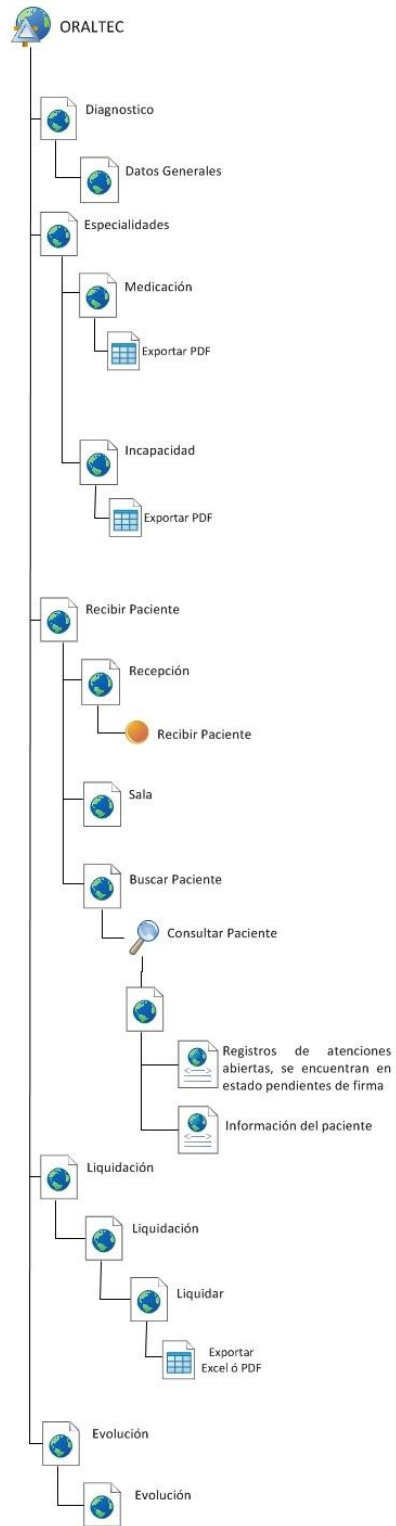 ORALTEC
Diagnostico
Datos Generales
Especialidades
Medicación
Exportar PDF
Incapacidad
Exportar PDF
Recibir Paciente
Recepción
Recibir Paciente
Sala
Buscar Paciente
Consultar Paciente
Registros de atenciones
abiertas, se encuentran en
estado pendientes de firma
Información del paciente
Liquidación
Liquidación
Liquidar
Exportar
Excel ó PDF
Evolución
Evolución